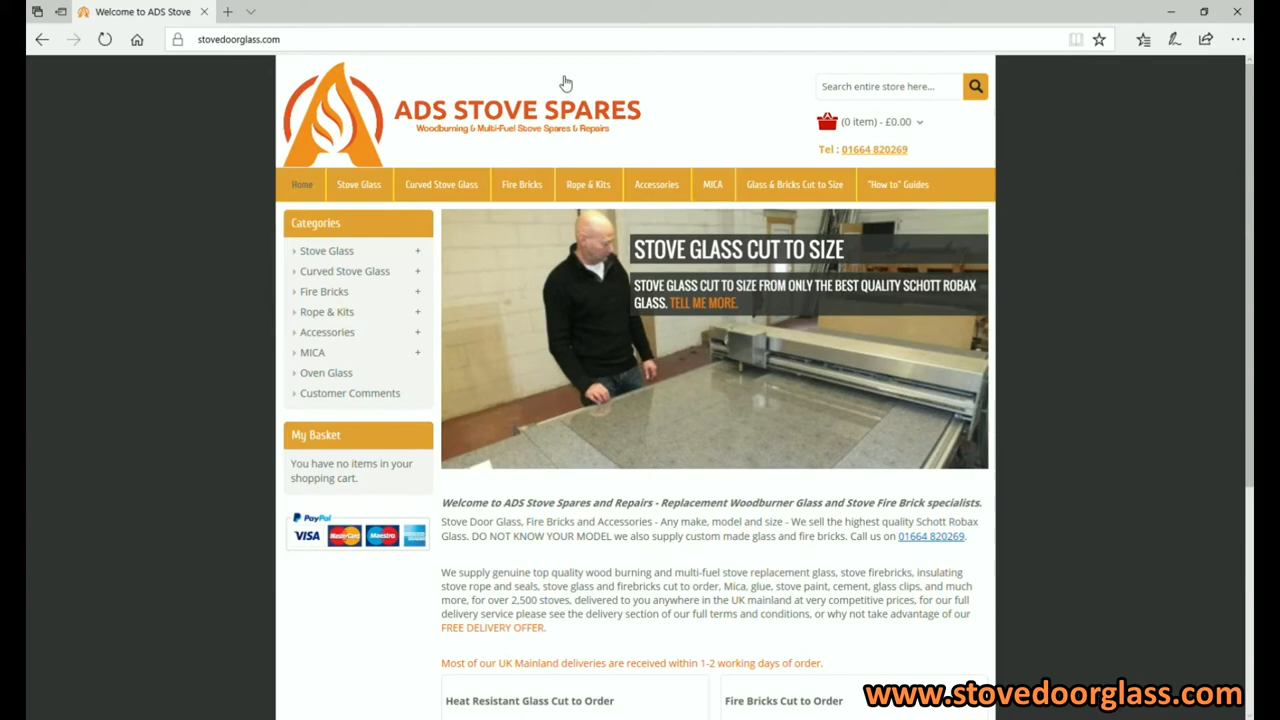 Welcome to ADS Stove
stovedoorglass.com
ADS STOVE SPARES
Woodburning & Multi-Fuel Stove Spares & Repairs
Search entire store here...
(0 item) - £0.00
Tel : 01664 820269
Home Stove Glass Curved Stove Glass Fire Bricks Rope & Kits Accessories MICA Glass & Bricks Cut to Size "How to" Guides
Categories
Stove Glass +
Curved Stove Glass +
Fire Bricks +
Rope & Kits +
Accessories +
MICA +
Oven Glass
Customer Comments
My Basket
You have no items in your
shopping cart.
PayPal
VISA MasterCard Maestro
STOVE GLASS CUT TO SIZE
STOVE GLASS CUT TO SIZE FROM ONLY THE BEST QUALITY SCHOTT ROBAX
GLASS. TELL ME MORE.
Welcome to ADS Stove Spares and Repairs - Replacement Woodburner Glass and Stove Fire Brick specialists.
Stove Door Glass, Fire Bricks and Accessories - Any make, model and size - We sell the highest quality Schott Robax
Glass. DO NOT KNOW YOUR MODEL we also supply custom made glass and fire bricks. Call us on 01664 820269.
We supply genuine top quality wood burning and multi-fuel stove replacement glass, stove firebricks, insulating
stove rope and seals, stove glass and firebricks cut to order, Mica, glue, stove paint, cement, glass clips, and much
more, for over 2,500 stoves, delivered to you anywhere in the UK mainland at very competitive prices, for our full
delivery service please see the delivery section of our full terms and conditions, or why not take advantage of our
FREE DELIVERY OFFER.
Most of our UK Mainland deliveries are received within 1-2 working days of order.
Heat Resistant Glass Cut to Order
Fire Bricks Cut to Order
www.stovedoorglass.com